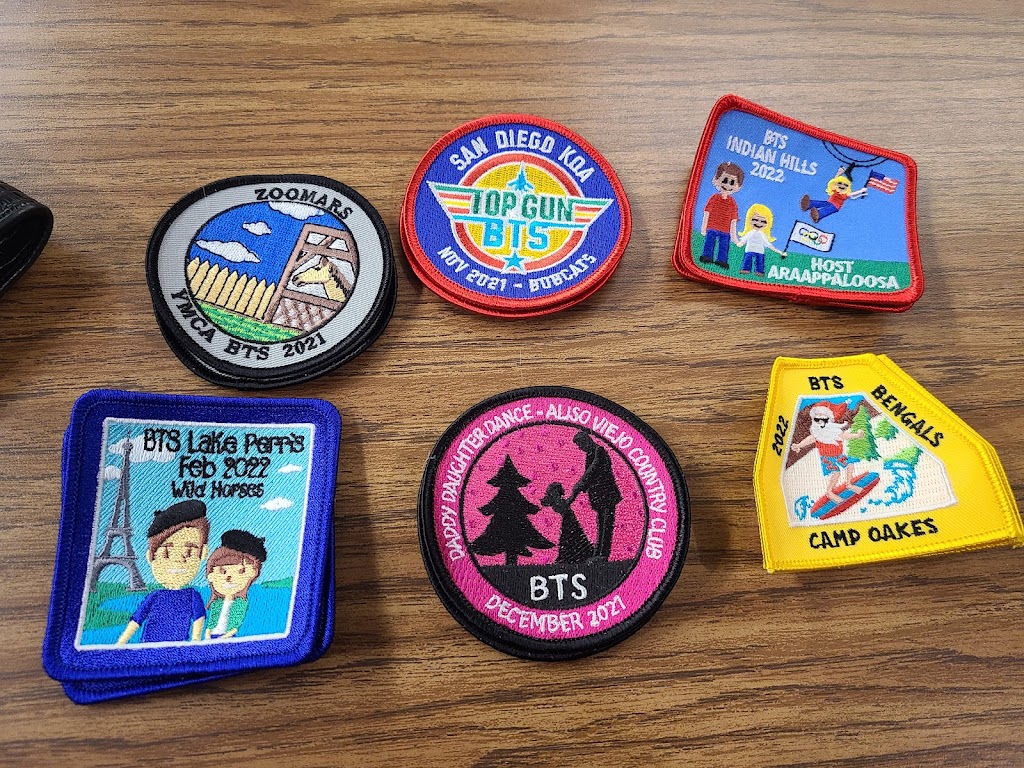 ZOOMARS
YMCA BTS 2021
SAN DIEGO KOA
TOP GUN
BTS
NOV 2021 - BOBCATS
BTS
INDIAN HILLS
2022
HOST
ARAAPPALOOSA
BTS Lake Perris
Feb 2022
Wild Horses
DADDY DAUGHTER DANCE - ALISO VIEJO COUNTRY CLUB
BTS
DECEMBER 2021
2022
BTS
BENGALS
CAMP OAKES